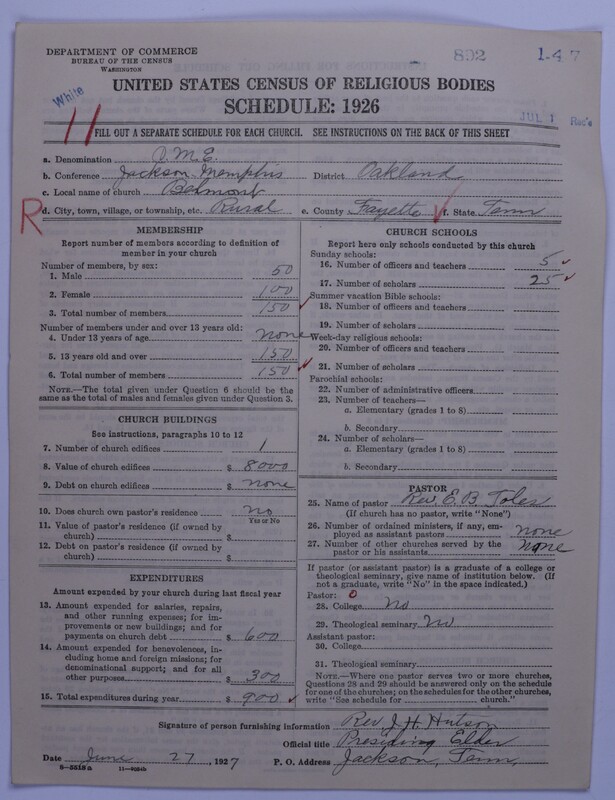 DEPARTMENT OF COMMERCE
BUREAU OF THE CENSUS
WASHINGTON
892
1-47
White
UNITED STATES CENSUS OF RELIGIOUS BODIES
SCHEDULE: 1926
JUL 1 Rec'd
11
FILL OUT A SEPARATE SCHEDULE FOR EACH CHURCH. SEE INSTRUCTIONS ON THE BACK OF THIS SHEET
a. Denomination C.M.E.
b. Conference Jackson-Memphis District Oakland
c. Local name of church Belmont
R d. City, town, village, or township, etc. Rural e. County Fayette f. State Tenn
MEMBERSHIP
Report number of members according to definition of member in your church
Number of members, by sex:
1. Male 50
2. Female 100
3. Total number of members 150
Number of members under and over 13 years old:
4. Under 13 years of age none
5. 13 years old and over 150
6. Total number of members 150
NOTE.—The total given under Question 6 should be the same as the total of males and females given under Question 3.
CHURCH BUILDINGS
See instructions, paragraphs 10 to 12
7. Number of church edifices 1
8. Value of church edifices $ 8000
9. Debt on church edifices $ none
10. Does church own pastor's residence no
Yes or No
11. Value of pastor's residence (if owned by church) $
12. Debt on pastor's residence (if owned by church) $
EXPENDITURES
Amount expended by your church during last fiscal year
13. Amount expended for salaries, repairs, and other running expenses; for improvements or new buildings; and for payments on church debt $ 600
14. Amount expended for benevolences, including home and foreign missions; for denominational support; and for all other purposes $ 300
15. Total expenditures during year $ 900
CHURCH SCHOOLS
Report here only schools conducted by this church
Sunday schools:
16. Number of officers and teachers 5
17. Number of scholars 25
Summer vacation Bible schools:
18. Number of officers and teachers
19. Number of scholars
Week-day religious schools:
20. Number of officers and teachers
21. Number of scholars
Parochial schools:
22. Number of administrative officers
23. Number of teachers—
a. Elementary (grades 1 to 8)
b. Secondary
24. Number of scholars—
a. Elementary (grades 1 to 8)
b. Secondary
PASTOR
25. Name of pastor Rev. E. B. Toles
(If church has no pastor, write "None")
26. Number of ordained ministers, if any, employed as assistant pastors none
27. Number of other churches served by the pastor or his assistants None
If pastor (or assistant pastor) is a graduate of a college or theological seminary, give name of institution below. (If not a graduate, write "No" in the space indicated.)
Pastor: 0
28. College No
29. Theological seminary No
Assistant pastor:
30. College
31. Theological seminary
NOTE.—Where one pastor serves two or more churches, Questions 28 and 29 should be answered only on the schedule for one of the churches; on the schedules for the other churches, write "See schedule for church."
Signature of person furnishing information Rev J. H. Hutson
Official title Presiding Elder
Date June 27, 1927 P. O. Address Jackson, Tenn,